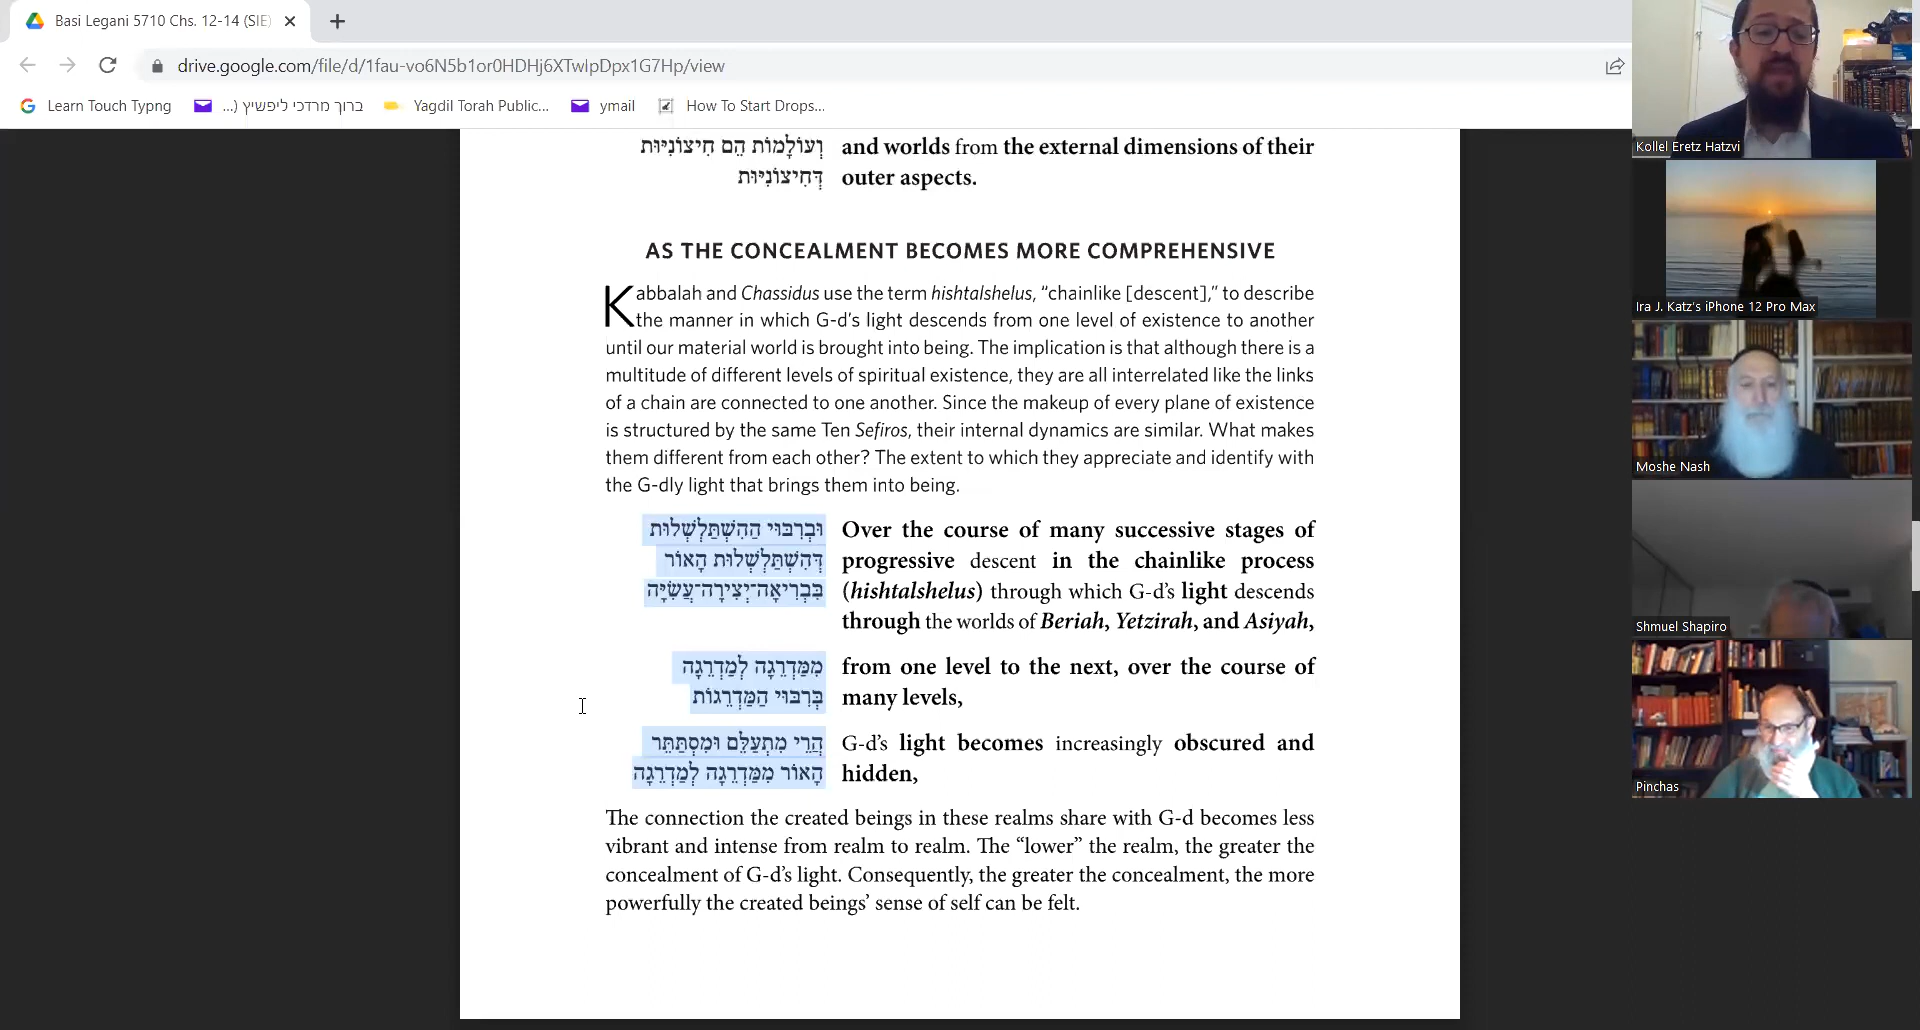 Basi Legani 5710 Chs. 12-14 (SIE)
drive.google.com/file/d/1fau-vo6N5b1or0HDHj6XTwIpDpx1G7Hp/view
Learn Touch Typng
ברוך מרדכי ליפשיץ (...
Yagdil Torah Public...
ymail
How To Start Drops...
וְעוֹלָמוֹת הֵם חִיצוֹנִיּוּת
דְּחִיצוֹנִיּוּת
and worlds from the external dimensions of their
outer aspects.
AS THE CONCEALMENT BECOMES MORE COMPREHENSIVE
Kabbalah and Chassidus use the term hishtalshelus, “chainlike [descent],” to describe
the manner in which G-d’s light descends from one level of existence to another
until our material world is brought into being. The implication is that although there is a
multitude of different levels of spiritual existence, they are all interrelated like the links
of a chain are connected to one another. Since the makeup of every plane of existence
is structured by the same Ten Sefiros, their internal dynamics are similar. What makes
them different from each other? The extent to which they appreciate and identify with
the G-dly light that brings them into being.
וּבְרִבּוּי הַהִשְׁתַּלְשְׁלוּת
דְּהִשְׁתַּלְשְׁלוּת הָאוֹר
בִּבְרִיאָה־יְצִירָה־עֲשִׂיָּה
Over the course of many successive stages of
progressive descent in the chainlike process
(hishtalshelus) through which G-d’s light descends
through the worlds of Beriah, Yetzirah, and Asiyah,
מִמַּדְרֵגָה לְמַדְרֵגָה
בְּרִבּוּי הַמַּדְרֵגוֹת
from one level to the next, over the course of
many levels,
הֲרֵי מִתְעַלֵּם וּמִסְתַּתֵּר
הָאוֹר מִמַּדְרֵגָה לְמַדְרֵגָה
G-d’s light becomes increasingly obscured and
hidden,
The connection the created beings in these realms share with G-d becomes less
vibrant and intense from realm to realm. The “lower” the realm, the greater the
concealment of G-d’s light. Consequently, the greater the concealment, the more
powerfully the created beings’ sense of self can be felt.
Kollel Eretz Hatzvi
Ira J. Katz's iPhone 12 Pro Max
Moshe Nash
Shmuel Shapiro
Pinchas